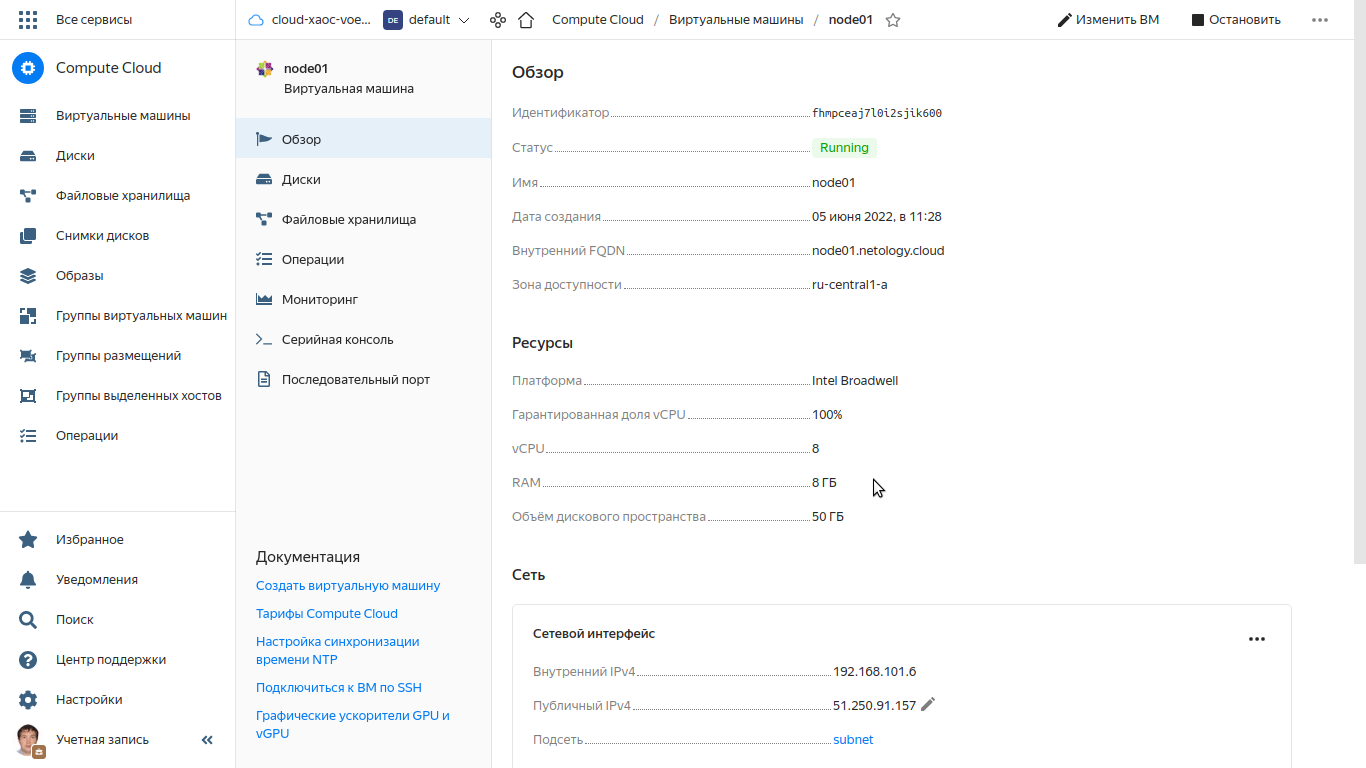 Все сервисы
cloud-xaoc-voe...
DE
default
Compute Cloud / Виртуальные машины / node01
Изменить ВМ
Остановить
Compute Cloud
Виртуальные машины
Диски
Файловые хранилища
Снимки дисков
Образы
Группы виртуальных машин
Группы размещений
Группы выделенных хостов
Операции
Избранное
Уведомления
Поиск
Центр поддержки
Настройки
Учетная запись
node01
Виртуальная машина
Обзор
Диски
Файловые хранилища
Операции
Мониторинг
Серийная консоль
Последовательный порт
Документация
Создать виртуальную машину
Тарифы Compute Cloud
Настройка синхронизации
времени NTP
Подключиться к ВМ по SSH
Графические ускорители GPU и
vGPU
Обзор
Идентификатор fhmpceaj7l0i2sjik600
Статус Running
Имя node01
Дата создания 05 июня 2022, в 11:28
Внутренний FQDN node01.netology.cloud
Зона доступности ru-central1-a
Ресурсы
Платформа Intel Broadwell
Гарантированная доля vCPU 100%
vCPU 8
RAM 8 ГБ
Объём дискового пространства 50 ГБ
Сеть
Сетевой интерфейс
Внутренний IPv4 192.168.101.6
Публичный IPv4 51.250.91.157
Подсеть subnet